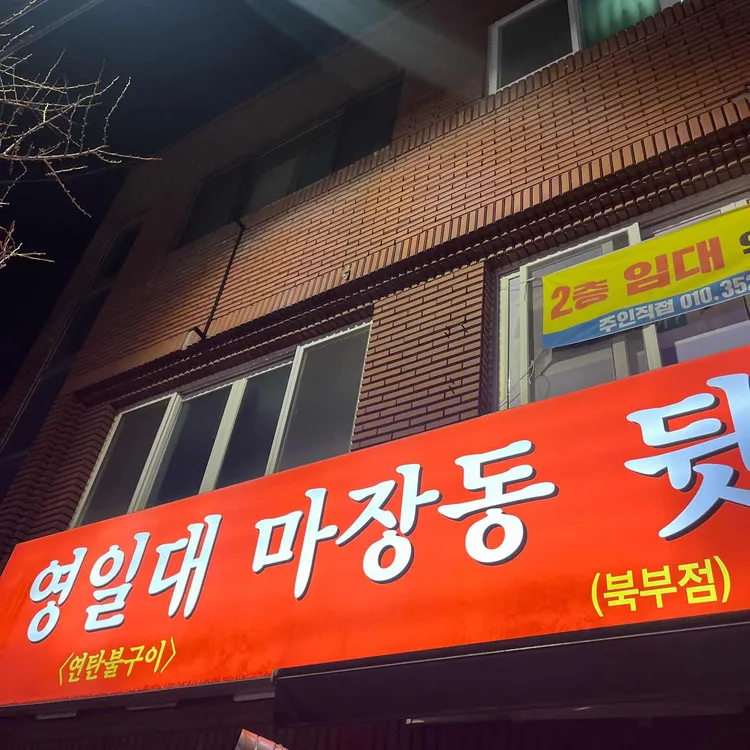 2층 임대
주인직접 010.352
영일대 마장동 뒷
(북부점)
<연탄불구이>